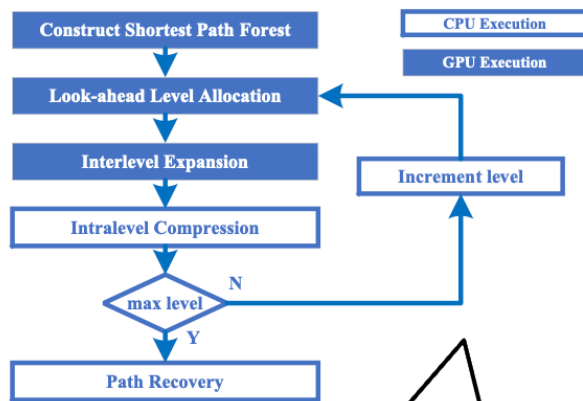 Construct Shortest Path Forest
CPU Execution
GPU Execution
Look-ahead Level Allocation
Interlevel Expansion
Increment level
Intralevel Compression
max level
N
Y
Path Recovery